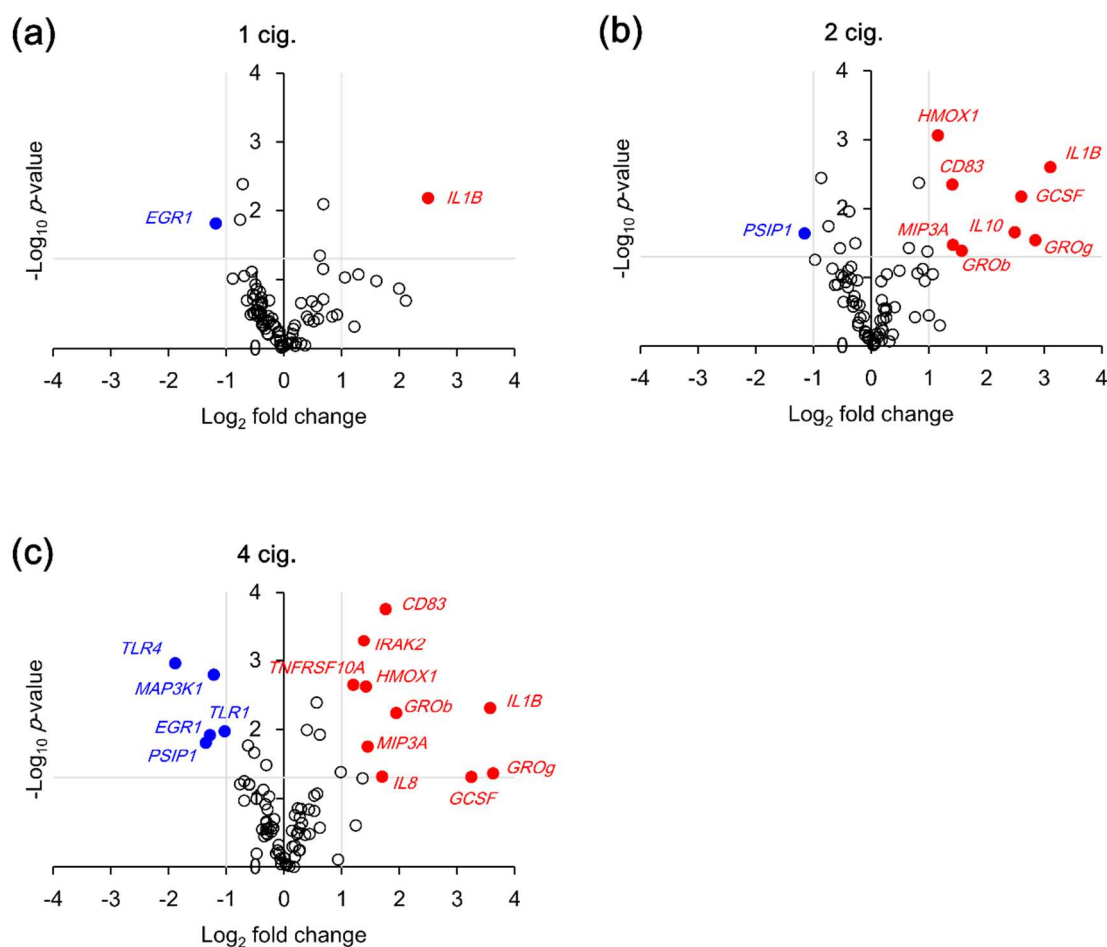 (a)
1 cig.
4
3
2
1
0
-Log10 p-value
EGR1
IL1B
-4 -3 -2 -1 0 1 2 3 4
Log2 fold change
(b)
2 cig.
4
3
2
1
0
-Log10 p-value
HMOX1
IL1B
CD83
GCSF
MIP3A
IL10
PSIP1
GROg
GROb
-4 -3 -2 -1 0 1 2 3 4
Log2 fold change
(c)
4 cig.
4
3
2
1
0
-Log10 p-value
CD83
IRAK2
TLR4
TNFRSF10A
HMOX1
MAP3K1
GROb
IL1B
TLR1
EGR1
MIP3A
PSIP1
GROg
IL8
GCSF
-4 -3 -2 -1 0 1 2 3 4
Log2 fold change